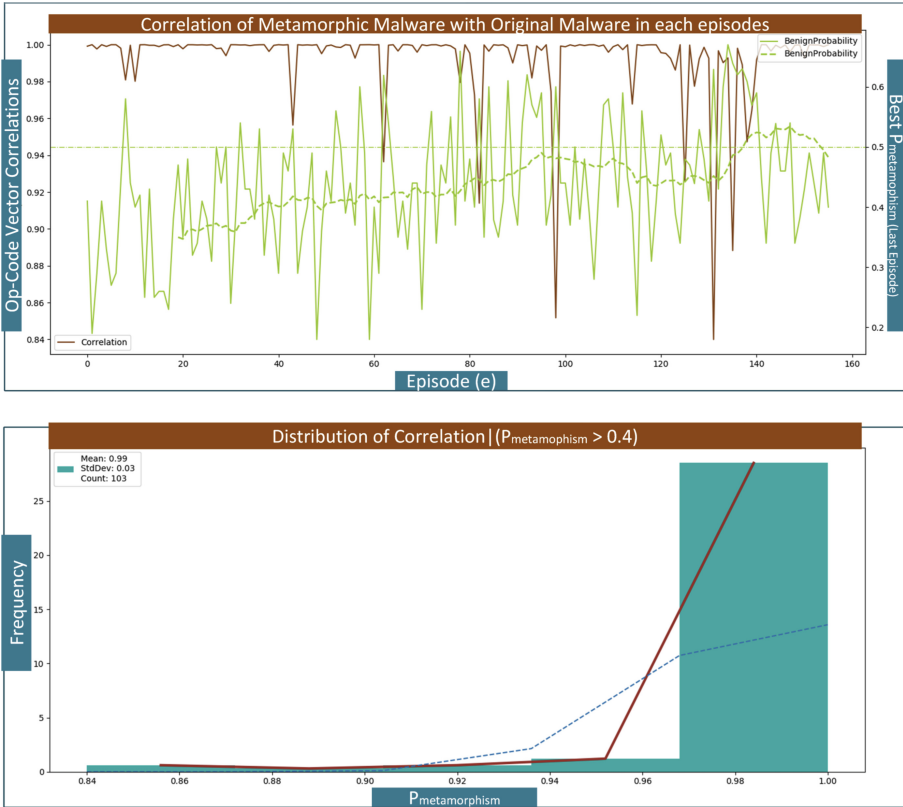 Correlation of Metamorphic Malware with Original Malware in each episodes
Op-Code Vector Correlations
1.00
0.98
0.96
0.94
0.92
0.90
0.88
0.86
0.84
BenignProbability
BenignProbability
Correlation
0.6
0.5
0.4
0.3
0.2
Best Pmetamorphism (Last Episode)
0 20 40 60 80 100 120 140 160
Episode (e)
Distribution of Correlation|(Pmetamophism > 0.4)
Mean: 0.99
StdDev: 0.03
Count: 103
Frequency
25
20
15
10
5
0
0.84 0.86 0.88 0.90 0.92 0.94 0.96 0.98 1.00
Pmetamorphism